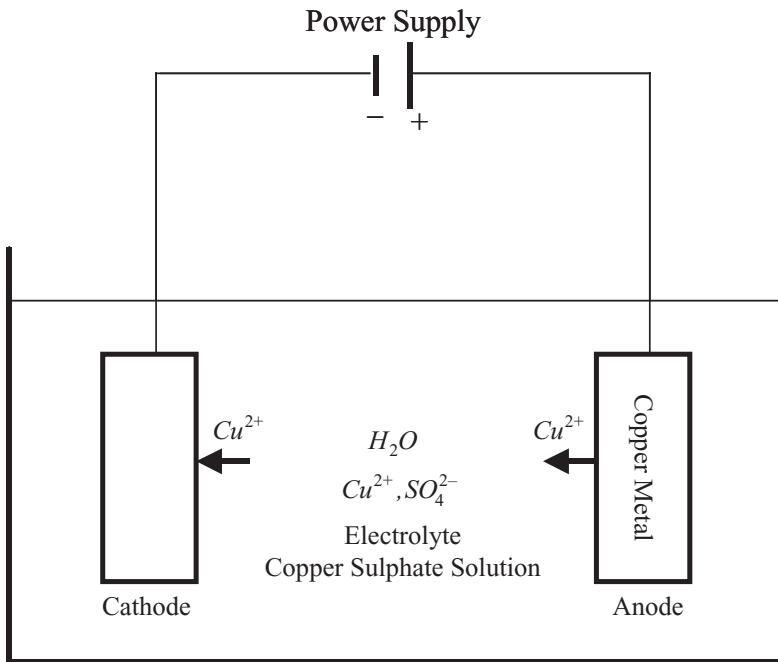 Power Supply
− +
Cu²⁺
H₂O
Cu²⁺
Copper Metal
Cu²⁺, SO₄²⁻
Electrolyte
Copper Sulphate Solution
Cathode
Anode